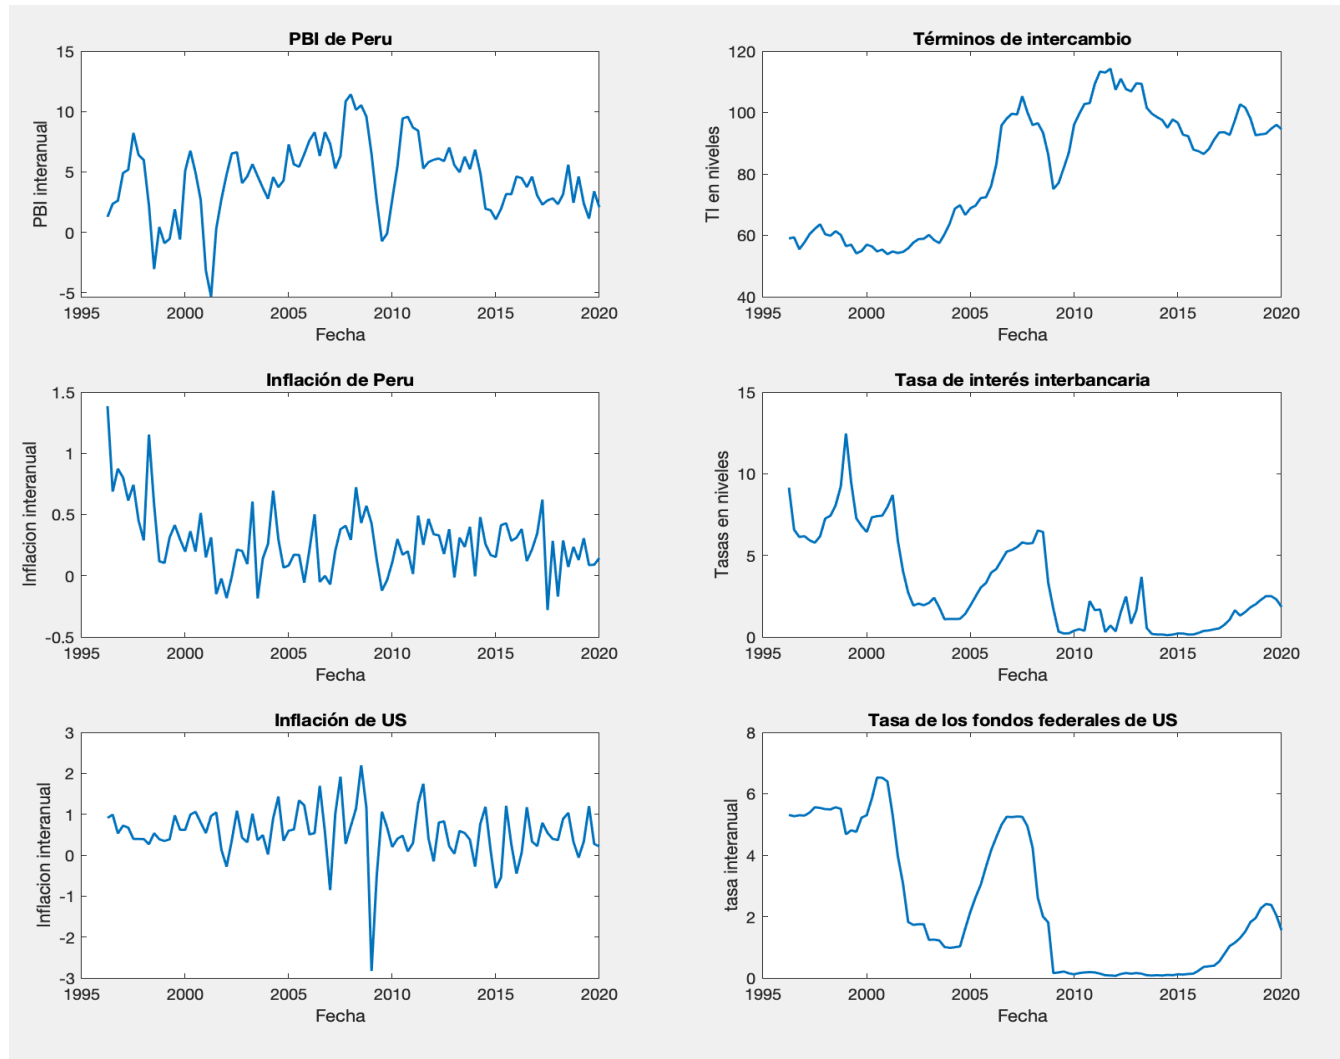 PBI de Peru
PBI interanual
15
10
5
0
-5
1995 2000 2005 2010 2015 2020
Fecha
Términos de intercambio
TI en niveles
120
100
80
60
40
1995 2000 2005 2010 2015 2020
Fecha
Inflación de Peru
Inflacion interanual
1.5
1
0.5
0
-0.5
1995 2000 2005 2010 2015 2020
Fecha
Tasa de interés interbancaria
Tasas en niveles
15
10
5
0
1995 2000 2005 2010 2015 2020
Fecha
Inflación de US
Inflacion interanual
3
2
1
0
-1
-2
-3
1995 2000 2005 2010 2015 2020
Fecha
Tasa de los fondos federales de US
tasa interanual
8
6
4
2
0
1995 2000 2005 2010 2015 2020
Fecha